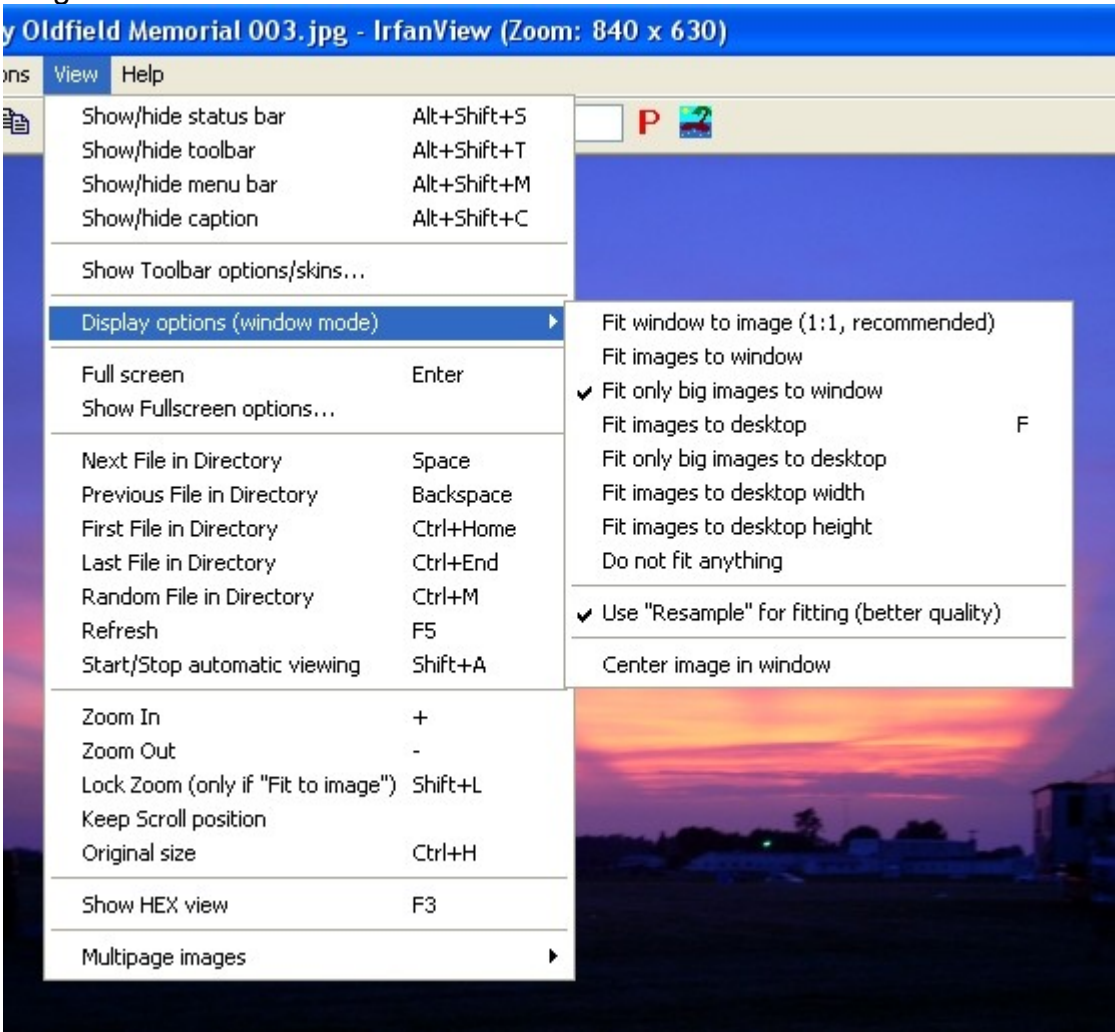 y Oldfield Memorial 003.jpg - IrfanView (Zoom: 840 x 630)
ons View Help
P
Show/hide status bar Alt+Shift+S
Show/hide toolbar Alt+Shift+T
Show/hide menu bar Alt+Shift+M
Show/hide caption Alt+Shift+C
Show Toolbar options/skins...
Display options (window mode)
Full screen Enter
Show Fullscreen options...
Next File in Directory Space
Previous File in Directory Backspace
First File in Directory Ctrl+Home
Last File in Directory Ctrl+End
Random File in Directory Ctrl+M
Refresh F5
Start/Stop automatic viewing Shift+A
Zoom In +
Zoom Out -
Lock Zoom (only if "Fit to image") Shift+L
Keep Scroll position
Original size Ctrl+H
Show HEX view F3
Multipage images
Fit window to image (1:1, recommended)
Fit images to window
Fit only big images to window
Fit images to desktop F
Fit only big images to desktop
Fit images to desktop width
Fit images to desktop height
Do not fit anything
Use "Resample" for fitting (better quality)
Center image in window